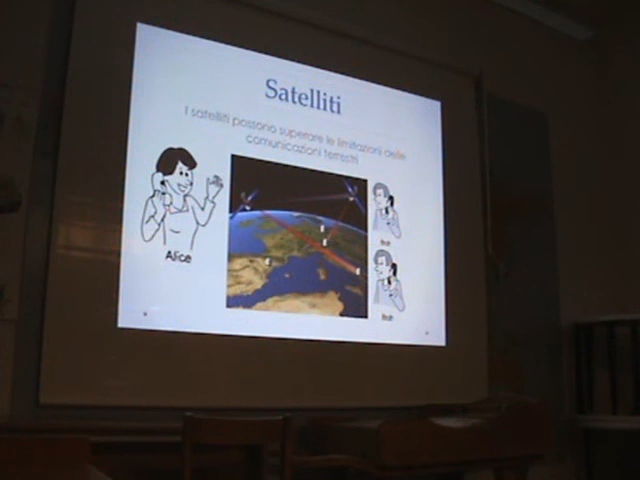 Satelliti
I satelliti possono superare le limitazioni delle
comunicazioni terrestri
Alice
Bob
Bob